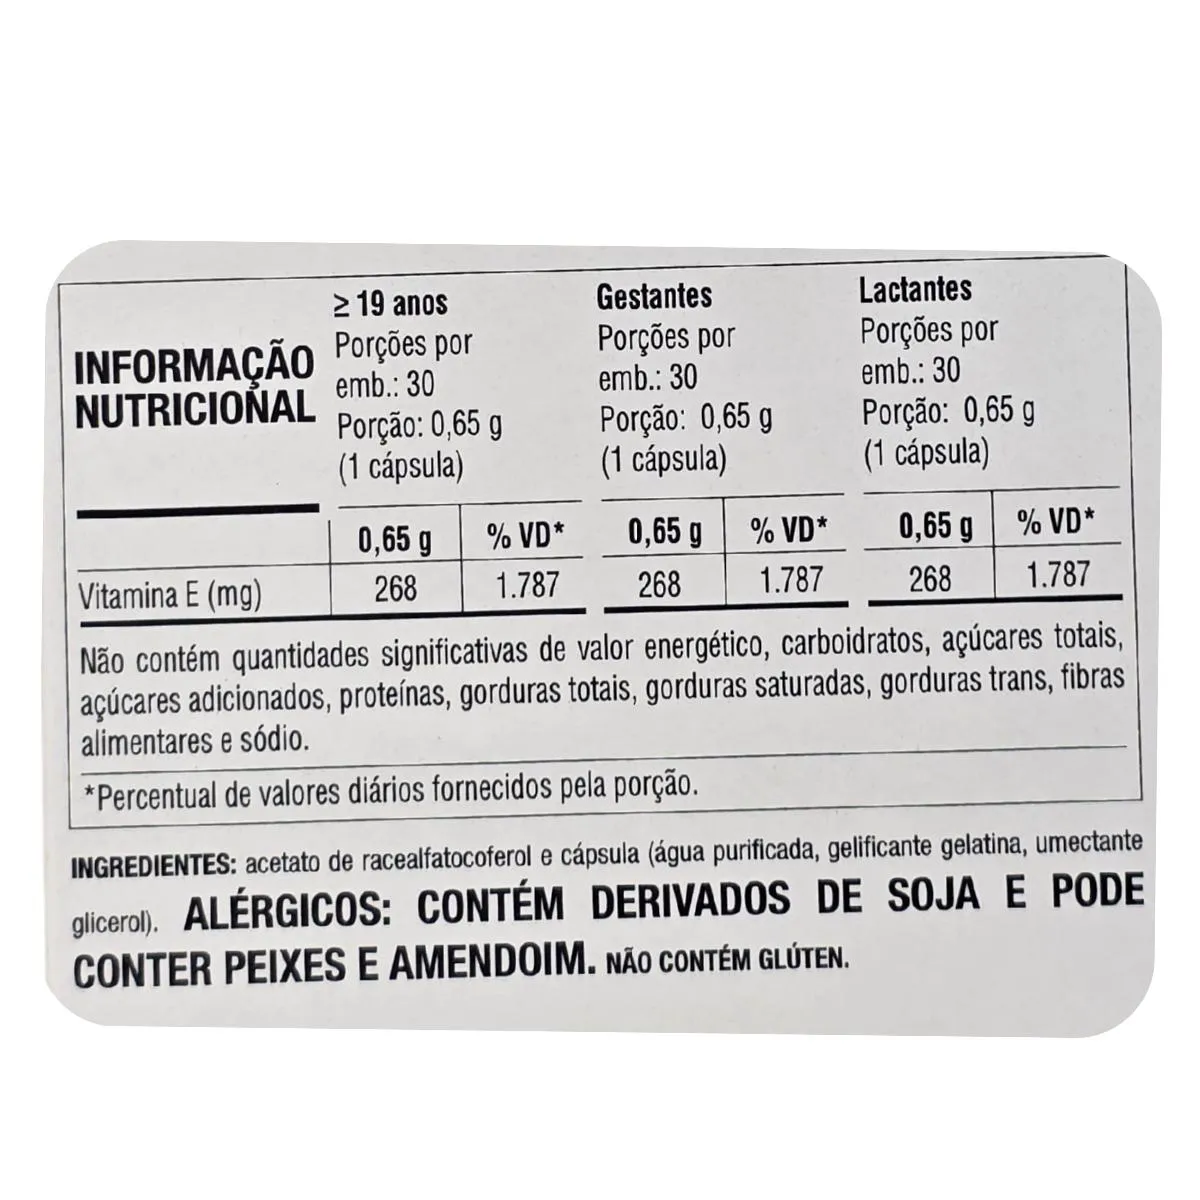 INFORMAÇÃO
NUTRICIONAL
≥ 19 anos
Porções por
emb.: 30
Porção: 0,65 g
(1 cápsula)
Gestantes
Porções por
emb.: 30
Porção: 0,65 g
(1 cápsula)
Lactantes
Porções por
emb.: 30
Porção: 0,65 g
(1 cápsula)
0,65 g % VD* 0,65 g % VD* 0,65 g % VD*
Vitamina E (mg) 268 1.787 268 1.787 268 1.787
Não contém quantidades significativas de valor energético, carboidratos, açúcares totais,
açúcares adicionados, proteínas, gorduras totais, gorduras saturadas, gorduras trans, fibras
alimentares e sódio.
*Percentual de valores diários fornecidos pela porção.
INGREDIENTES: acetato de racealfatocoferol e cápsula (água purificada, gelificante gelatina, umectante
glicerol). ALÉRGICOS: CONTÉM DERIVADOS DE SOJA E PODE
CONTER PEIXES E AMENDOIM. NÃO CONTÉM GLÚTEN.